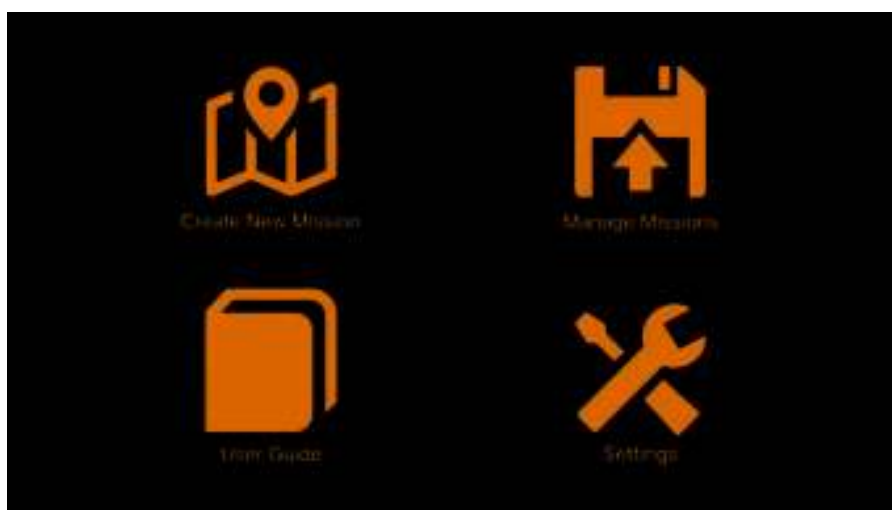 Create New Mission
Manage Missions
User Guide
Settings